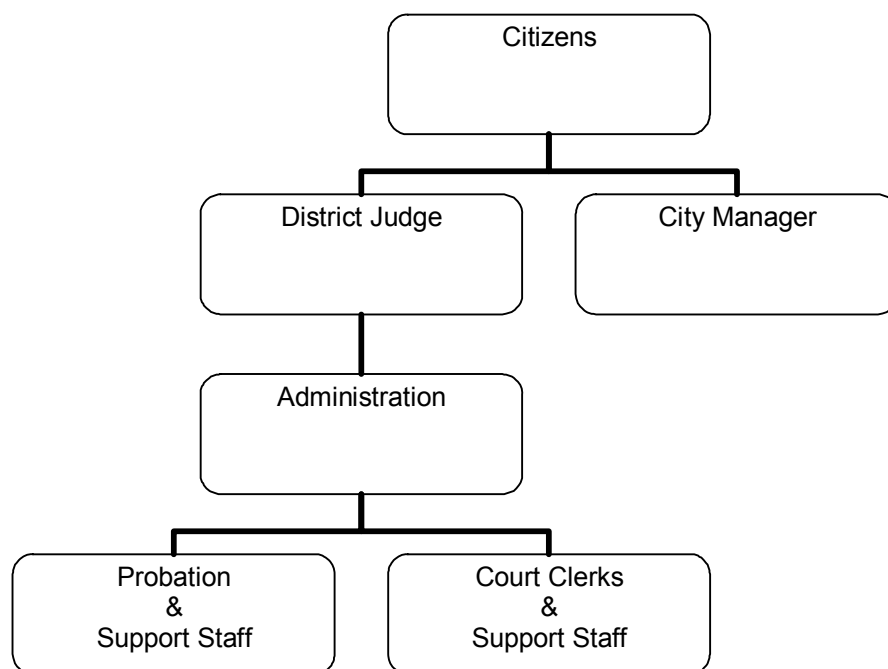 Citizens
District Judge
City Manager
Administration
Probation
&
Support Staff
Court Clerks
&
Support Staff